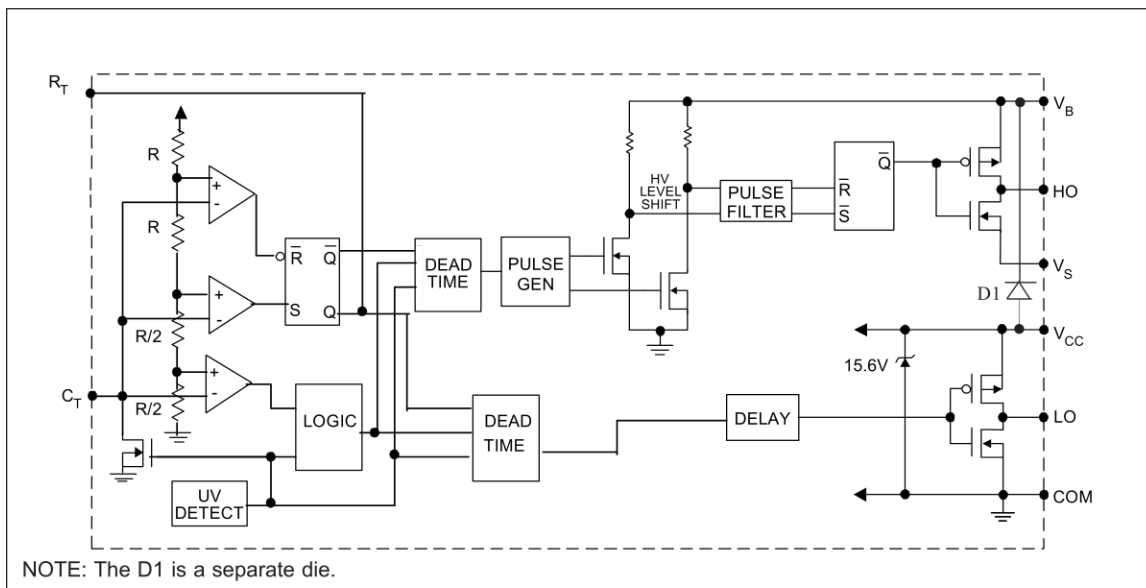 R_T
V_B
R
+
-
HV
LEVEL
SHIFT
PULSE
FILTER
R̅
S̅
Q̅
HO
R
R̅
Q̅
S
Q
DEAD
TIME
PULSE
GEN
V_S
D1
+
-
R/2
V_CC
15.6V
+
-
C_T
R/2
LOGIC
DEAD
TIME
DELAY
LO
UV
DETECT
COM
NOTE: The D1 is a separate die.